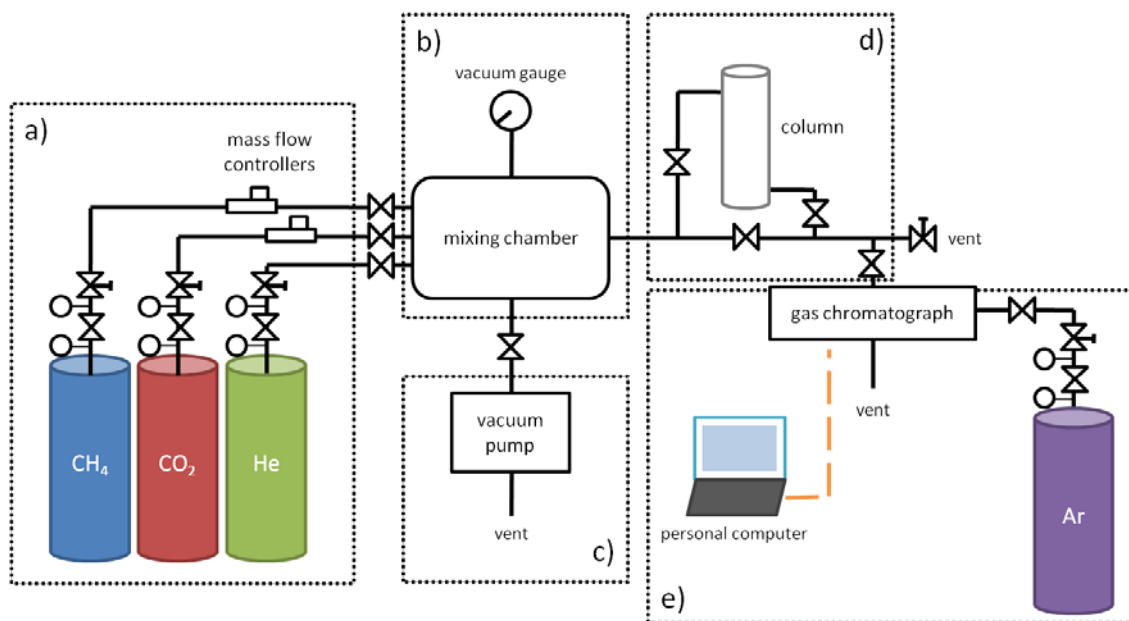 a)
mass flow
controllers
CH₄
CO₂
He
b)
vacuum gauge
mixing chamber
vacuum
pump
vent
c)
d)
column
vent
gas chromatograph
vent
personal computer
Ar
e)